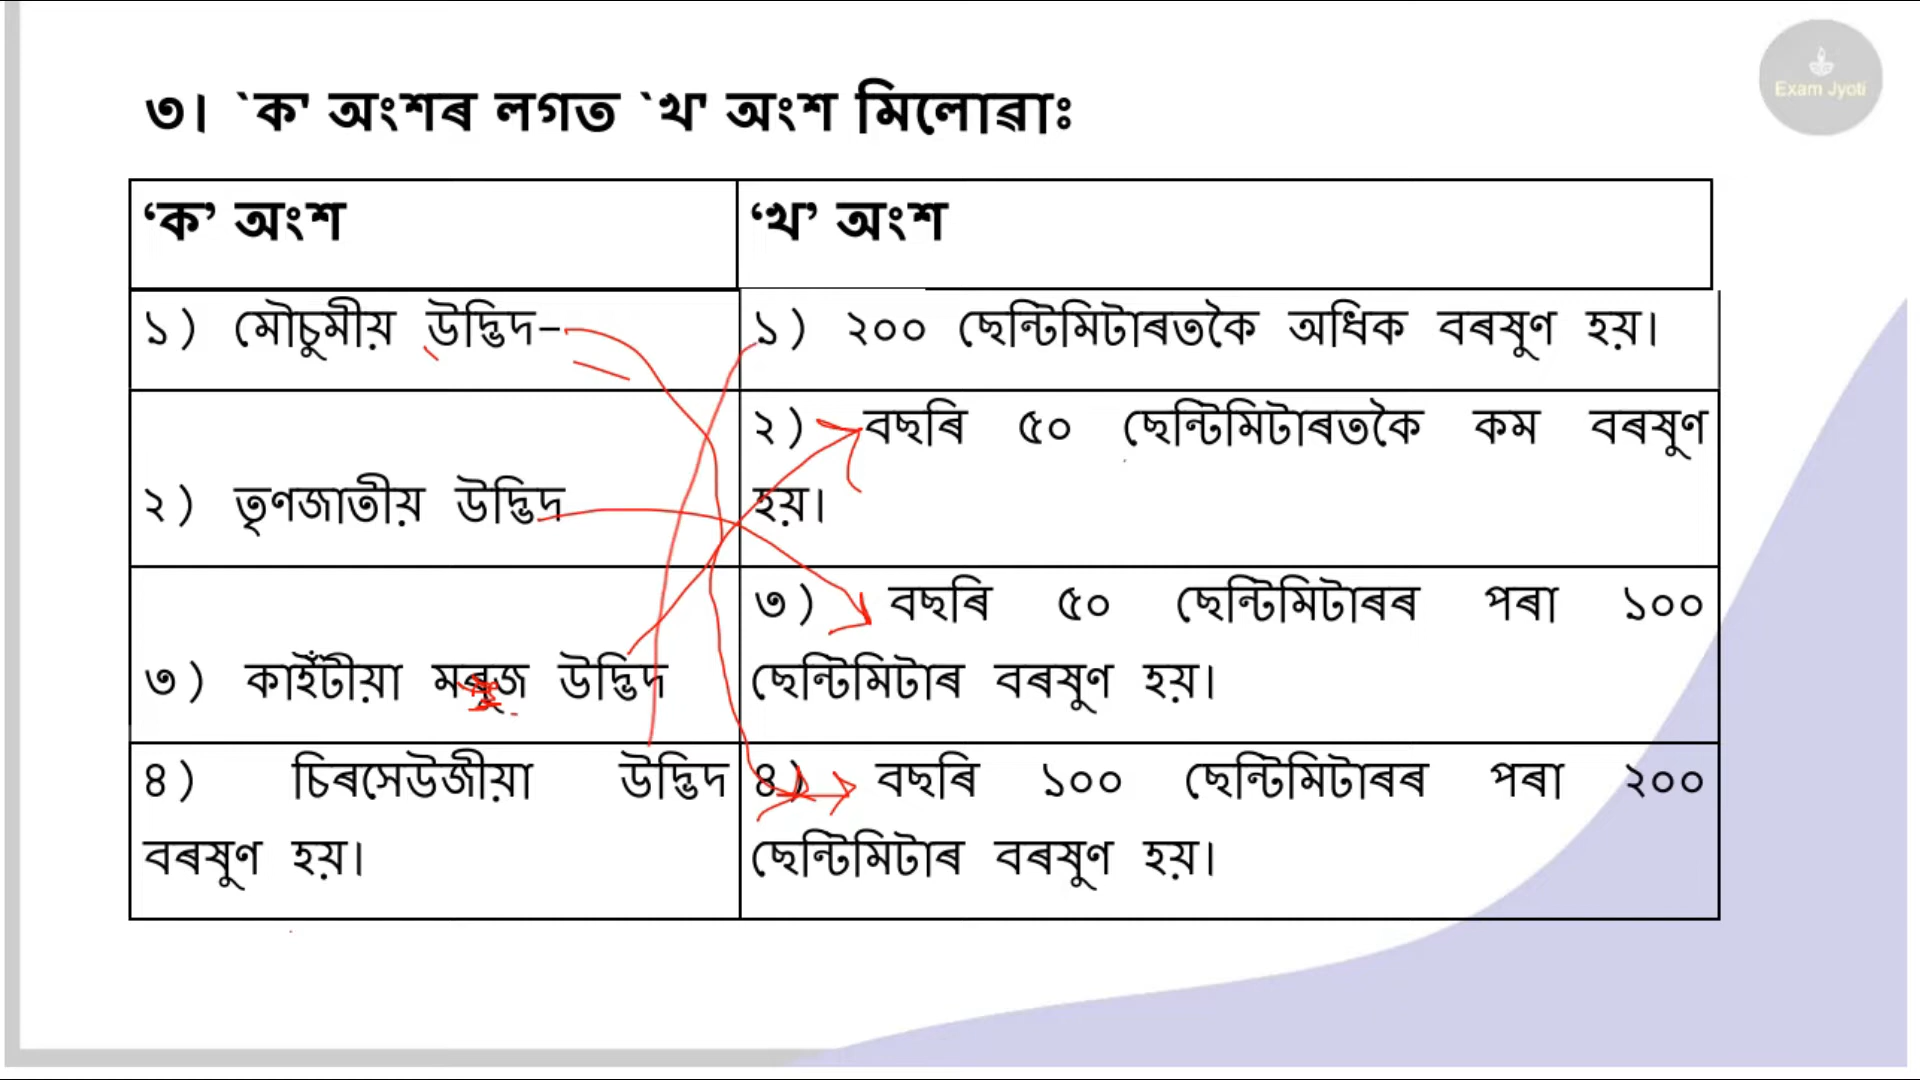 Exam Jyoti
৩। `ক' অংশৰ লগত `খ' অংশ মিলোৱাঃ
‘ক’ অংশ
‘খ’ অংশ
১) মৌচুমীয় উদ্ভিদ–
১) ২০০ ছেন্টিমিটাৰতকৈ অধিক বৰষুণ হয়।
২) তৃণজাতীয় উদ্ভিদ
২) বছৰি ৫০ ছেন্টিমিটাৰতকৈ কম বৰষুণ
হয়।
৩) কাইঁটীয়া মৰুজ উদ্ভিদ
৩) বছৰি ৫০ ছেন্টিমিটাৰৰ পৰা ১০০
ছেন্টিমিটাৰ বৰষুণ হয়।
৪) চিৰসেউজীয়া উদ্ভিদ
বৰষুণ হয়।
৪) বছৰি ১০০ ছেন্টিমিটাৰৰ পৰা ২০০
ছেন্টিমিটাৰ বৰষুণ হয়।